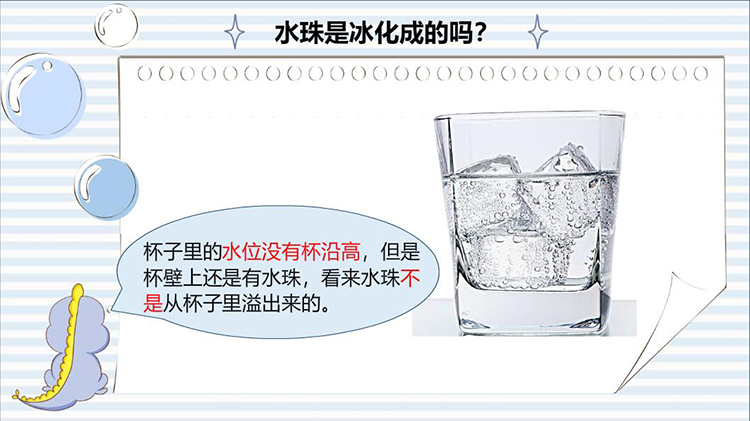 水珠是冰化成的吗？
杯子里的水位没有杯沿高，但是
杯壁上还是有水珠，看来水珠不
是从杯子里溢出来的。